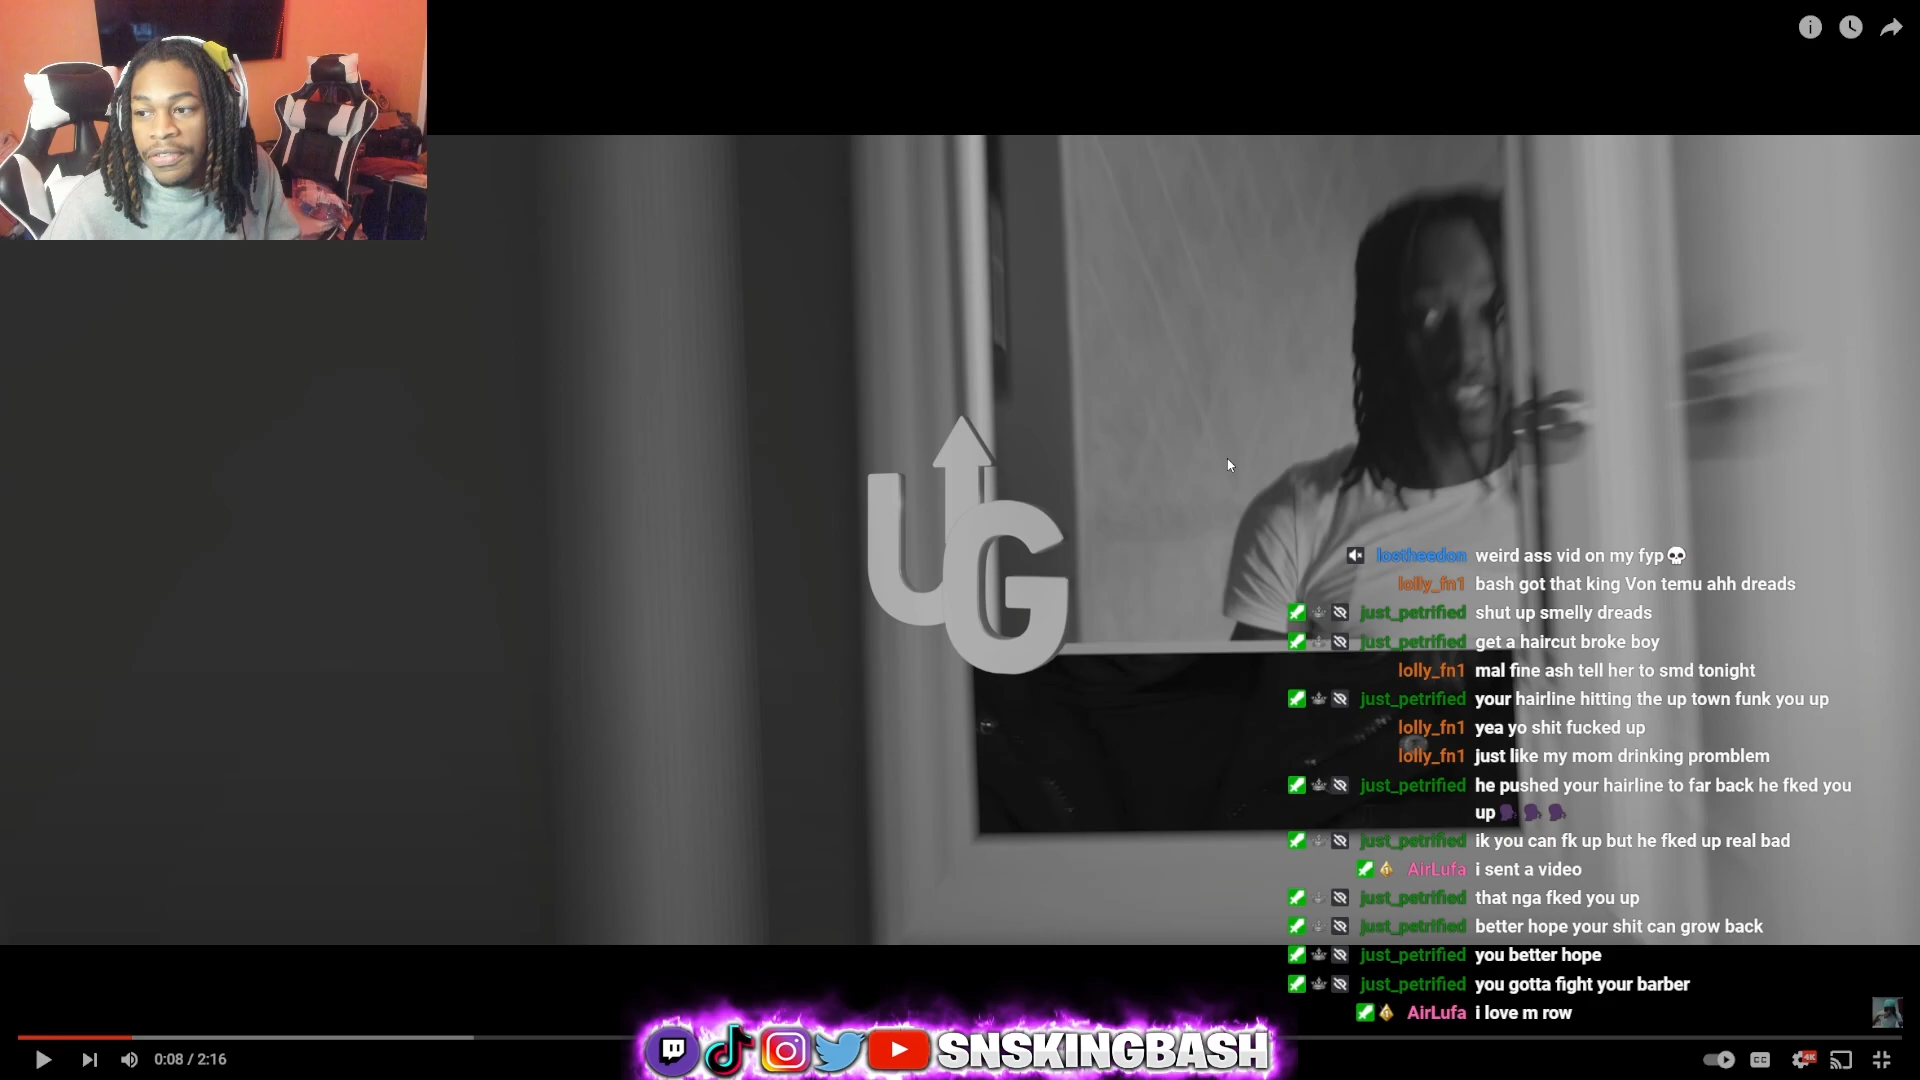 UG
lostheedon weird ass vid on my fyp
lolly_fn1 bash got that king Von temu ahh dreads
just_petrified shut up smelly dreads
just_petrified get a haircut broke boy
lolly_fn1 mal fine ash tell her to smd tonight
just_petrified your hairline hitting the up town funk you up
lolly_fn1 yea yo shit fucked up
lolly_fn1 just like my mom drinking promblem
just_petrified he pushed your hairline to far back he fked you
up
just_petrified ik you can fk up but he fked up real bad
AirLufa i sent a video
just_petrified that nga fked you up
just_petrified better hope your shit can grow back
just_petrified you better hope
just_petrified you gotta fight your barber
AirLufa i love m row
0:08 / 2:16
SNSKINGBASH
CC
4K